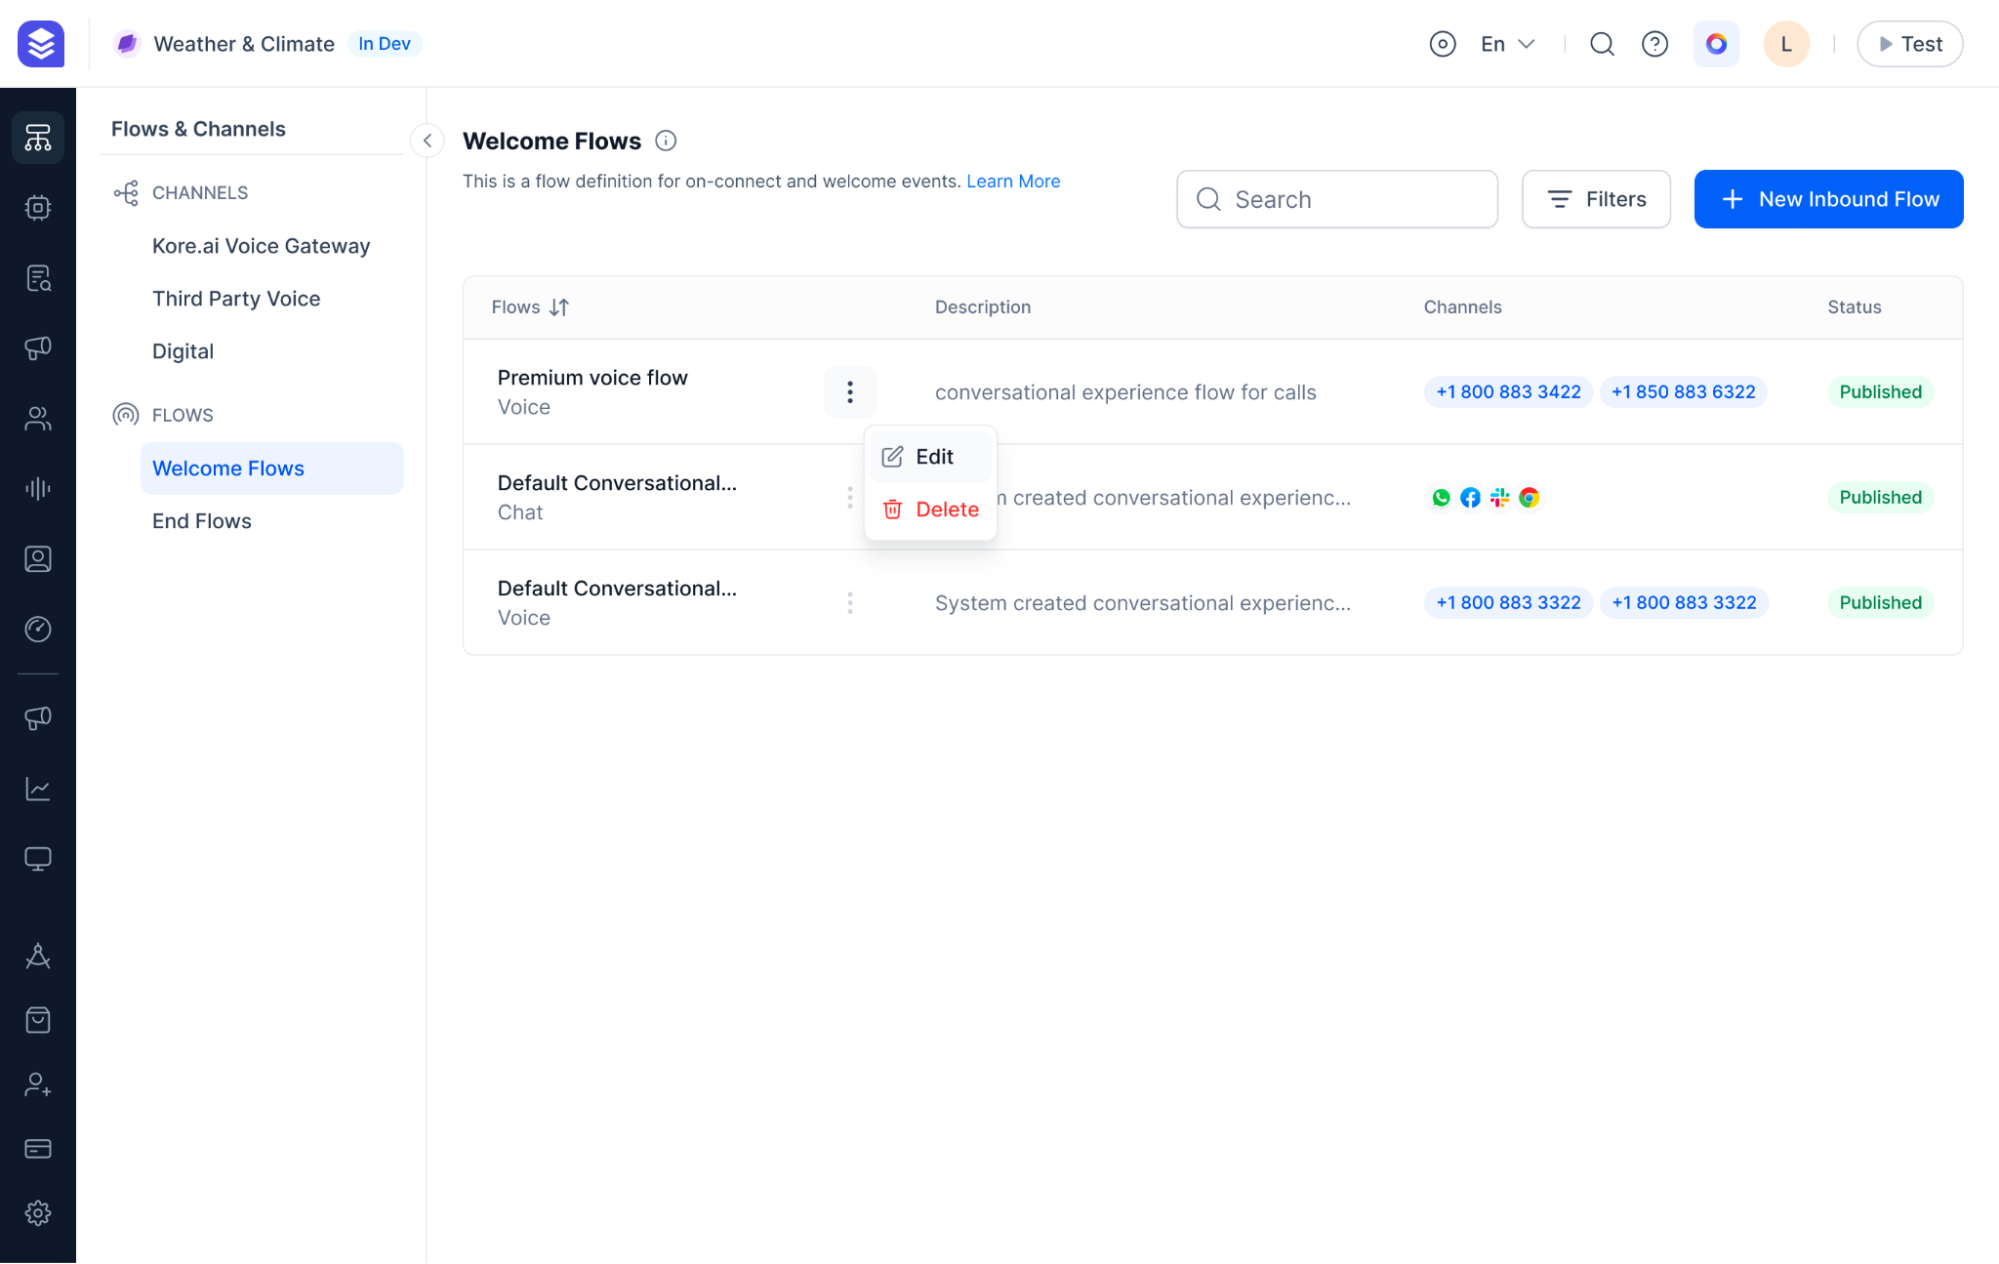 Weather & Climate In Dev
En
L
Test
Flows & Channels
CHANNELS
Kore.ai Voice Gateway
Third Party Voice
Digital
FLOWS
Welcome Flows
End Flows
Welcome Flows
This is a flow definition for on-connect and welcome events. Learn More
Search
Filters
New Inbound Flow
Flows Description Channels Status
Premium voice flow
Voice
conversational experience flow for calls
+1 800 883 3422 +1 850 883 6322
Published
Edit
Delete
Default Conversational...
Chat
m created conversational experienc...
Published
Default Conversational...
Voice
System created conversational experienc...
+1 800 883 3322 +1 800 883 3322
Published